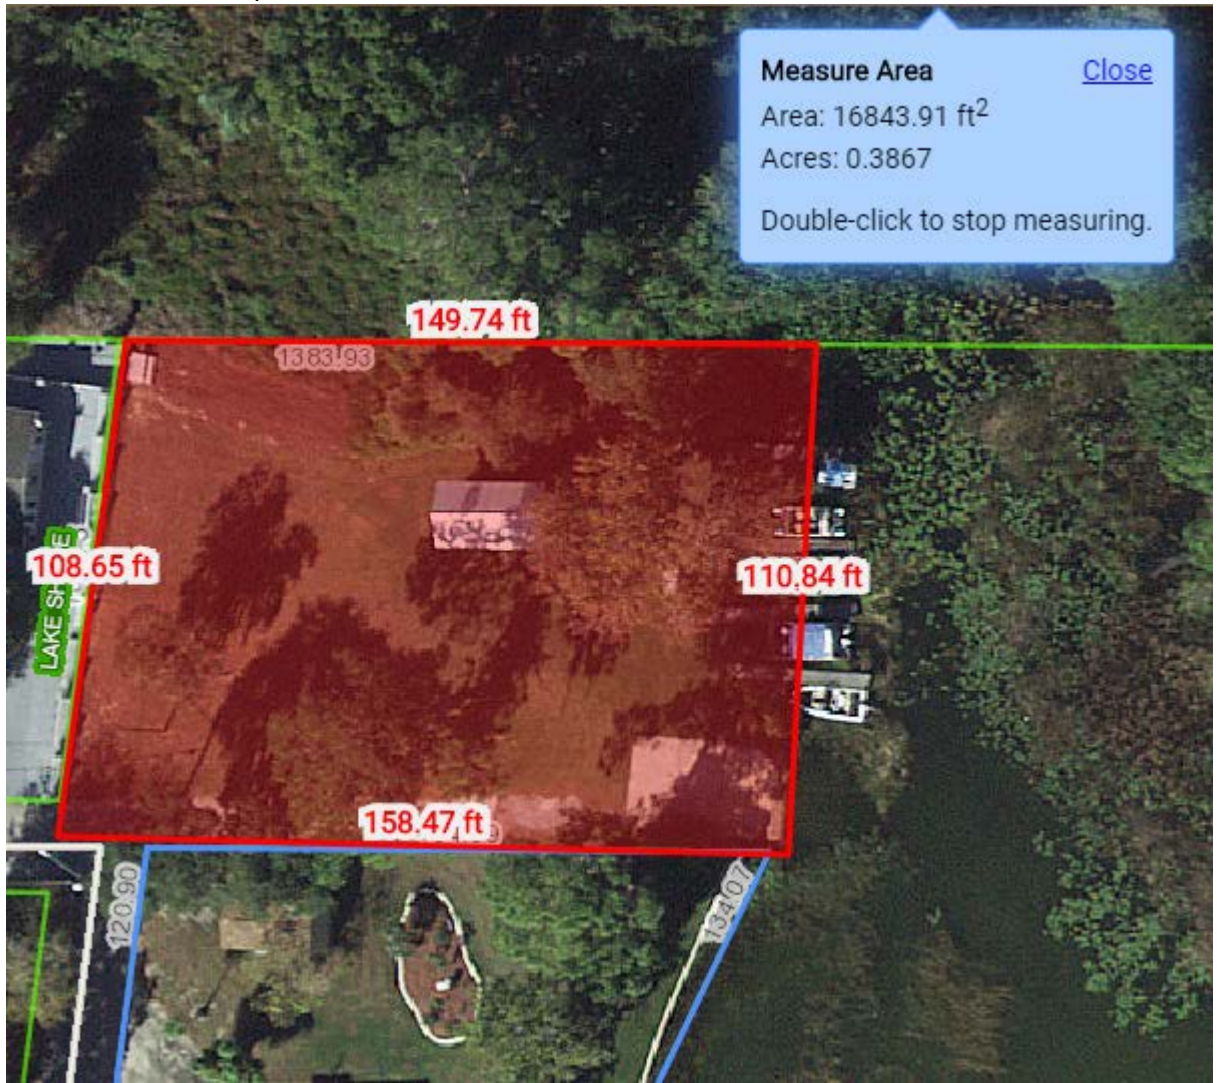 Measure Area Close
Area: 16843.91 ft2
Acres: 0.3867
Double-click to stop measuring.
149.74 ft
1383.93
LAKE
108.65 ft
110.84 ft
158.47 ft
120.90
134.07